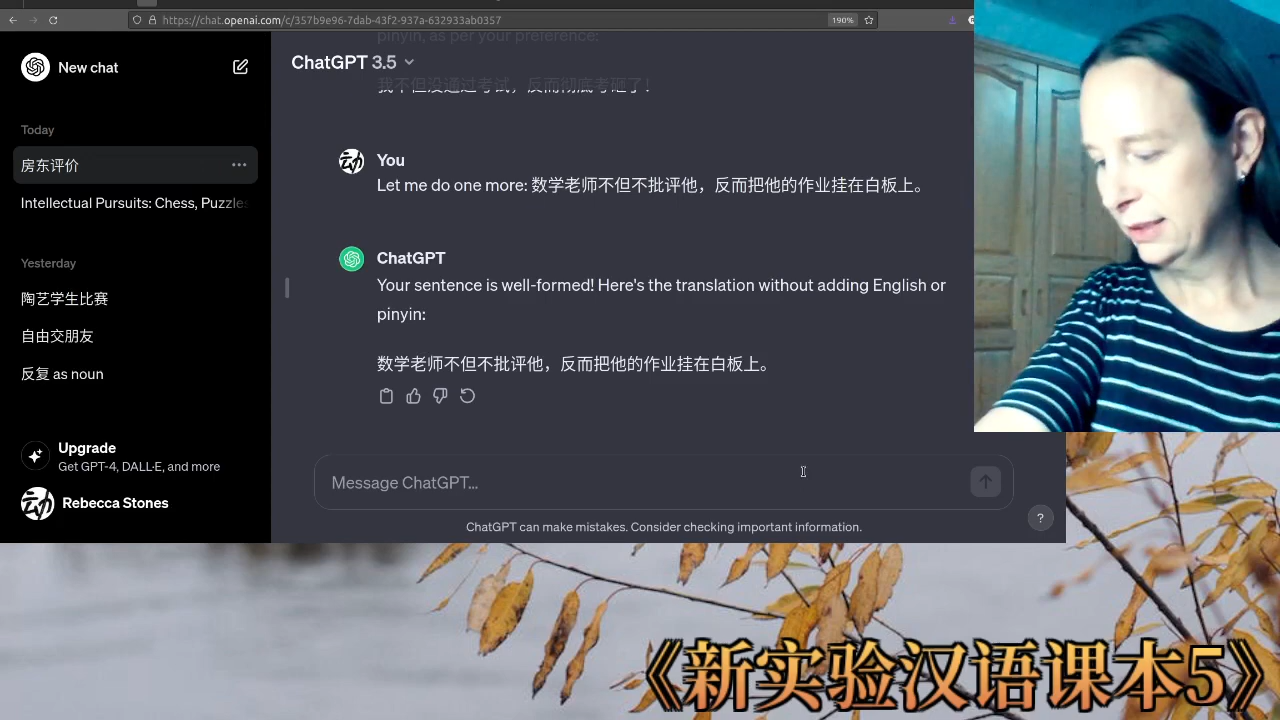 https://chat.openai.com/c/357b9e96-7dab-43f2-937a-632933ab0357
190%
New chat
Today
房东评价
Intellectual Pursuits: Chess, Puzzles
Yesterday
陶艺学生比赛
自由交朋友
反复 as noun
Upgrade
Get GPT-4, DALL·E, and more
Rebecca Stones
pinyin, as per your preference:
ChatGPT 3.5
我不但没通过考试，反而彻底考砸了！
You
Let me do one more: 数学老师不但不批评他，反而把他的作业挂在白板上。
ChatGPT
Your sentence is well-formed! Here's the translation without adding English or
pinyin:
数学老师不但不批评他，反而把他的作业挂在白板上。
Message ChatGPT...
?
ChatGPT can make mistakes. Consider checking important information.
《新实验汉语课本5》